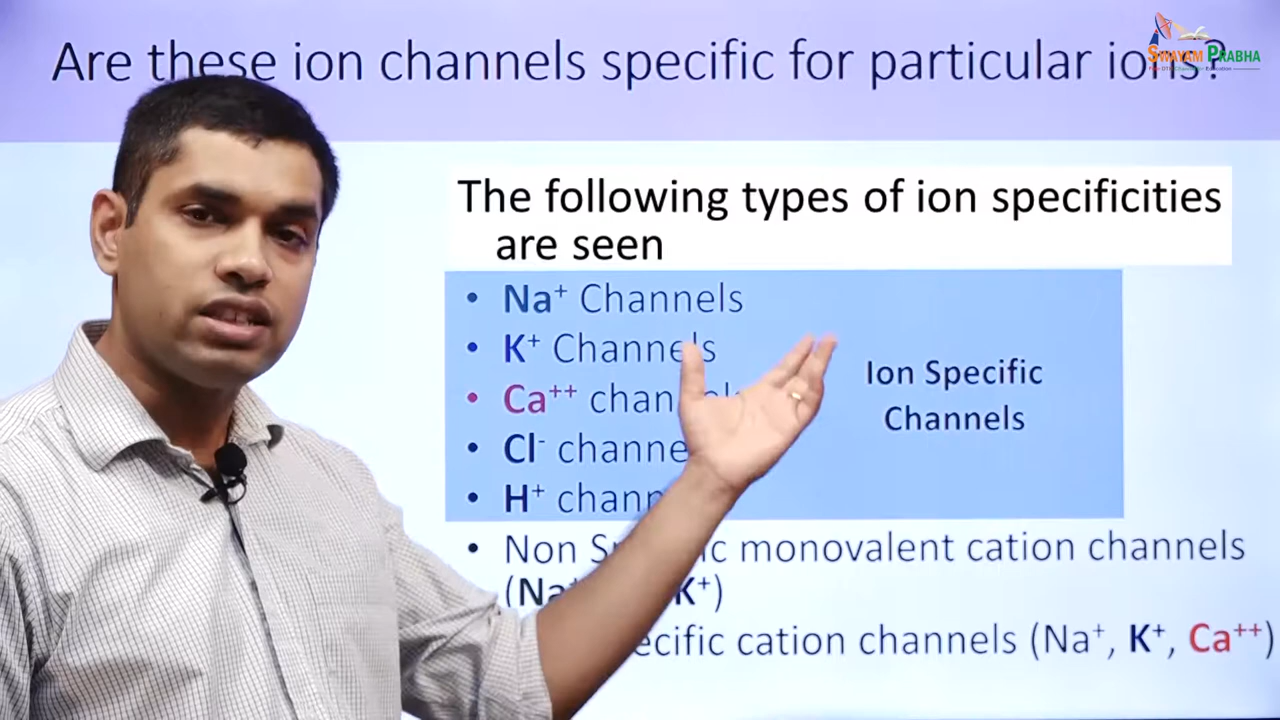 Are these ion channels specific for particular ions?
SWAYAM PRABHA
The following types of ion specificities
are seen
• Na⁺ Channels
• K⁺ Channels
• Ca⁺⁺
• Cl⁻
• H⁺
Ion Specific
Channels
• Non monovalent cation channels
K⁺)
cation channels (Na⁺, K⁺, Ca⁺⁺)